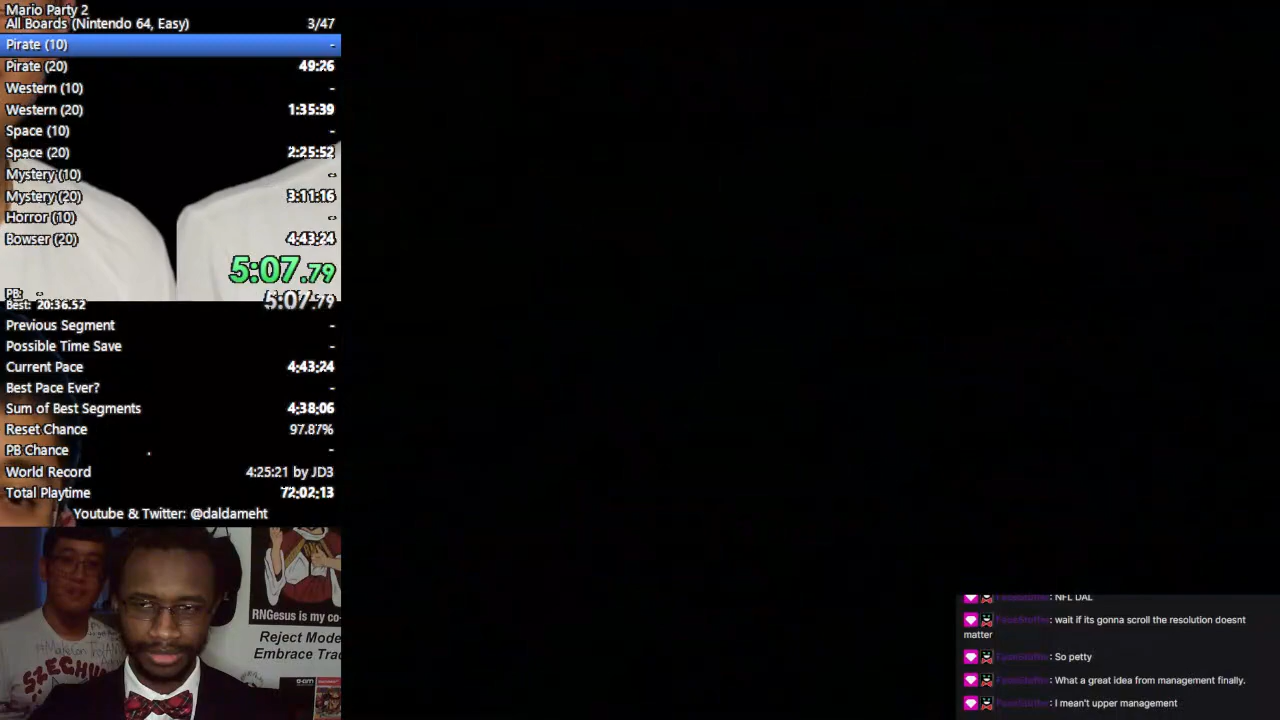 Mario Party 2
All Boards (Nintendo 64, Easy) 3/47
Pirate (10) -
Pirate (20) 49:26
Western (10) -
Western (20) 1:35:39
Space (10) -
Space (20) 2:25:52
Mystery (10) -
Mystery (20) 3:11:16
Horror (10) -
Bowser (20) 4:43:24
5:07.79
PB: -
5:07.79
Best: 20:36.52
Previous Segment -
Possible Time Save -
Current Pace 4:43:24
Best Pace Ever? -
Sum of Best Segments 4:38:06
Reset Chance 97.87%
PB Chance -
World Record 4:25:21 by JD3
Total Playtime 72:02:13
Youtube & Twitter: @daldameht
RNGesus is my co-
Reject Mode
Embrace Trad
SZECHU
: NFL DAL
: wait if its gonna scroll the resolution doesnt
matter
: So petty
: What a great idea from management finally.
: I mean't upper management